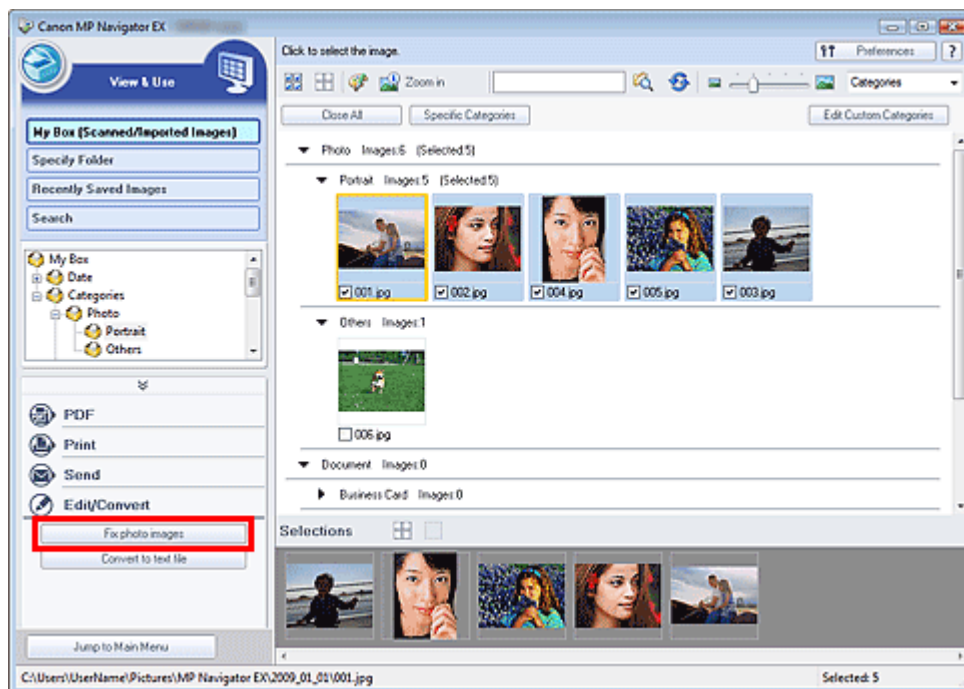 Canon MP Navigator EX
View & Use
My Box (Scanned/Imported Images)
Specify Folder
Recently Saved Images
Search
My Box
Date
Categories
Photo
Portrait
Others
PDF
Print
Send
Edit/Convert
Fix photo images
Convert to text file
Jump to Main Menu
Click to select the image.
Preferences
?
Zoom in
Categories
Close All
Specific Categories
Edit Custom Categories
Photo Images:6 (Selected:5)
Portrait Images:5 (Selected:5)
001.jpg 002.jpg 004.jpg 005.jpg 003.jpg
Others Images:1
006.jpg
Document Images:0
Business Card Images:0
Selections
C:\Users\UserName\Pictures\MP Navigator EX\2009_01_01\001.jpg
Selected: 5